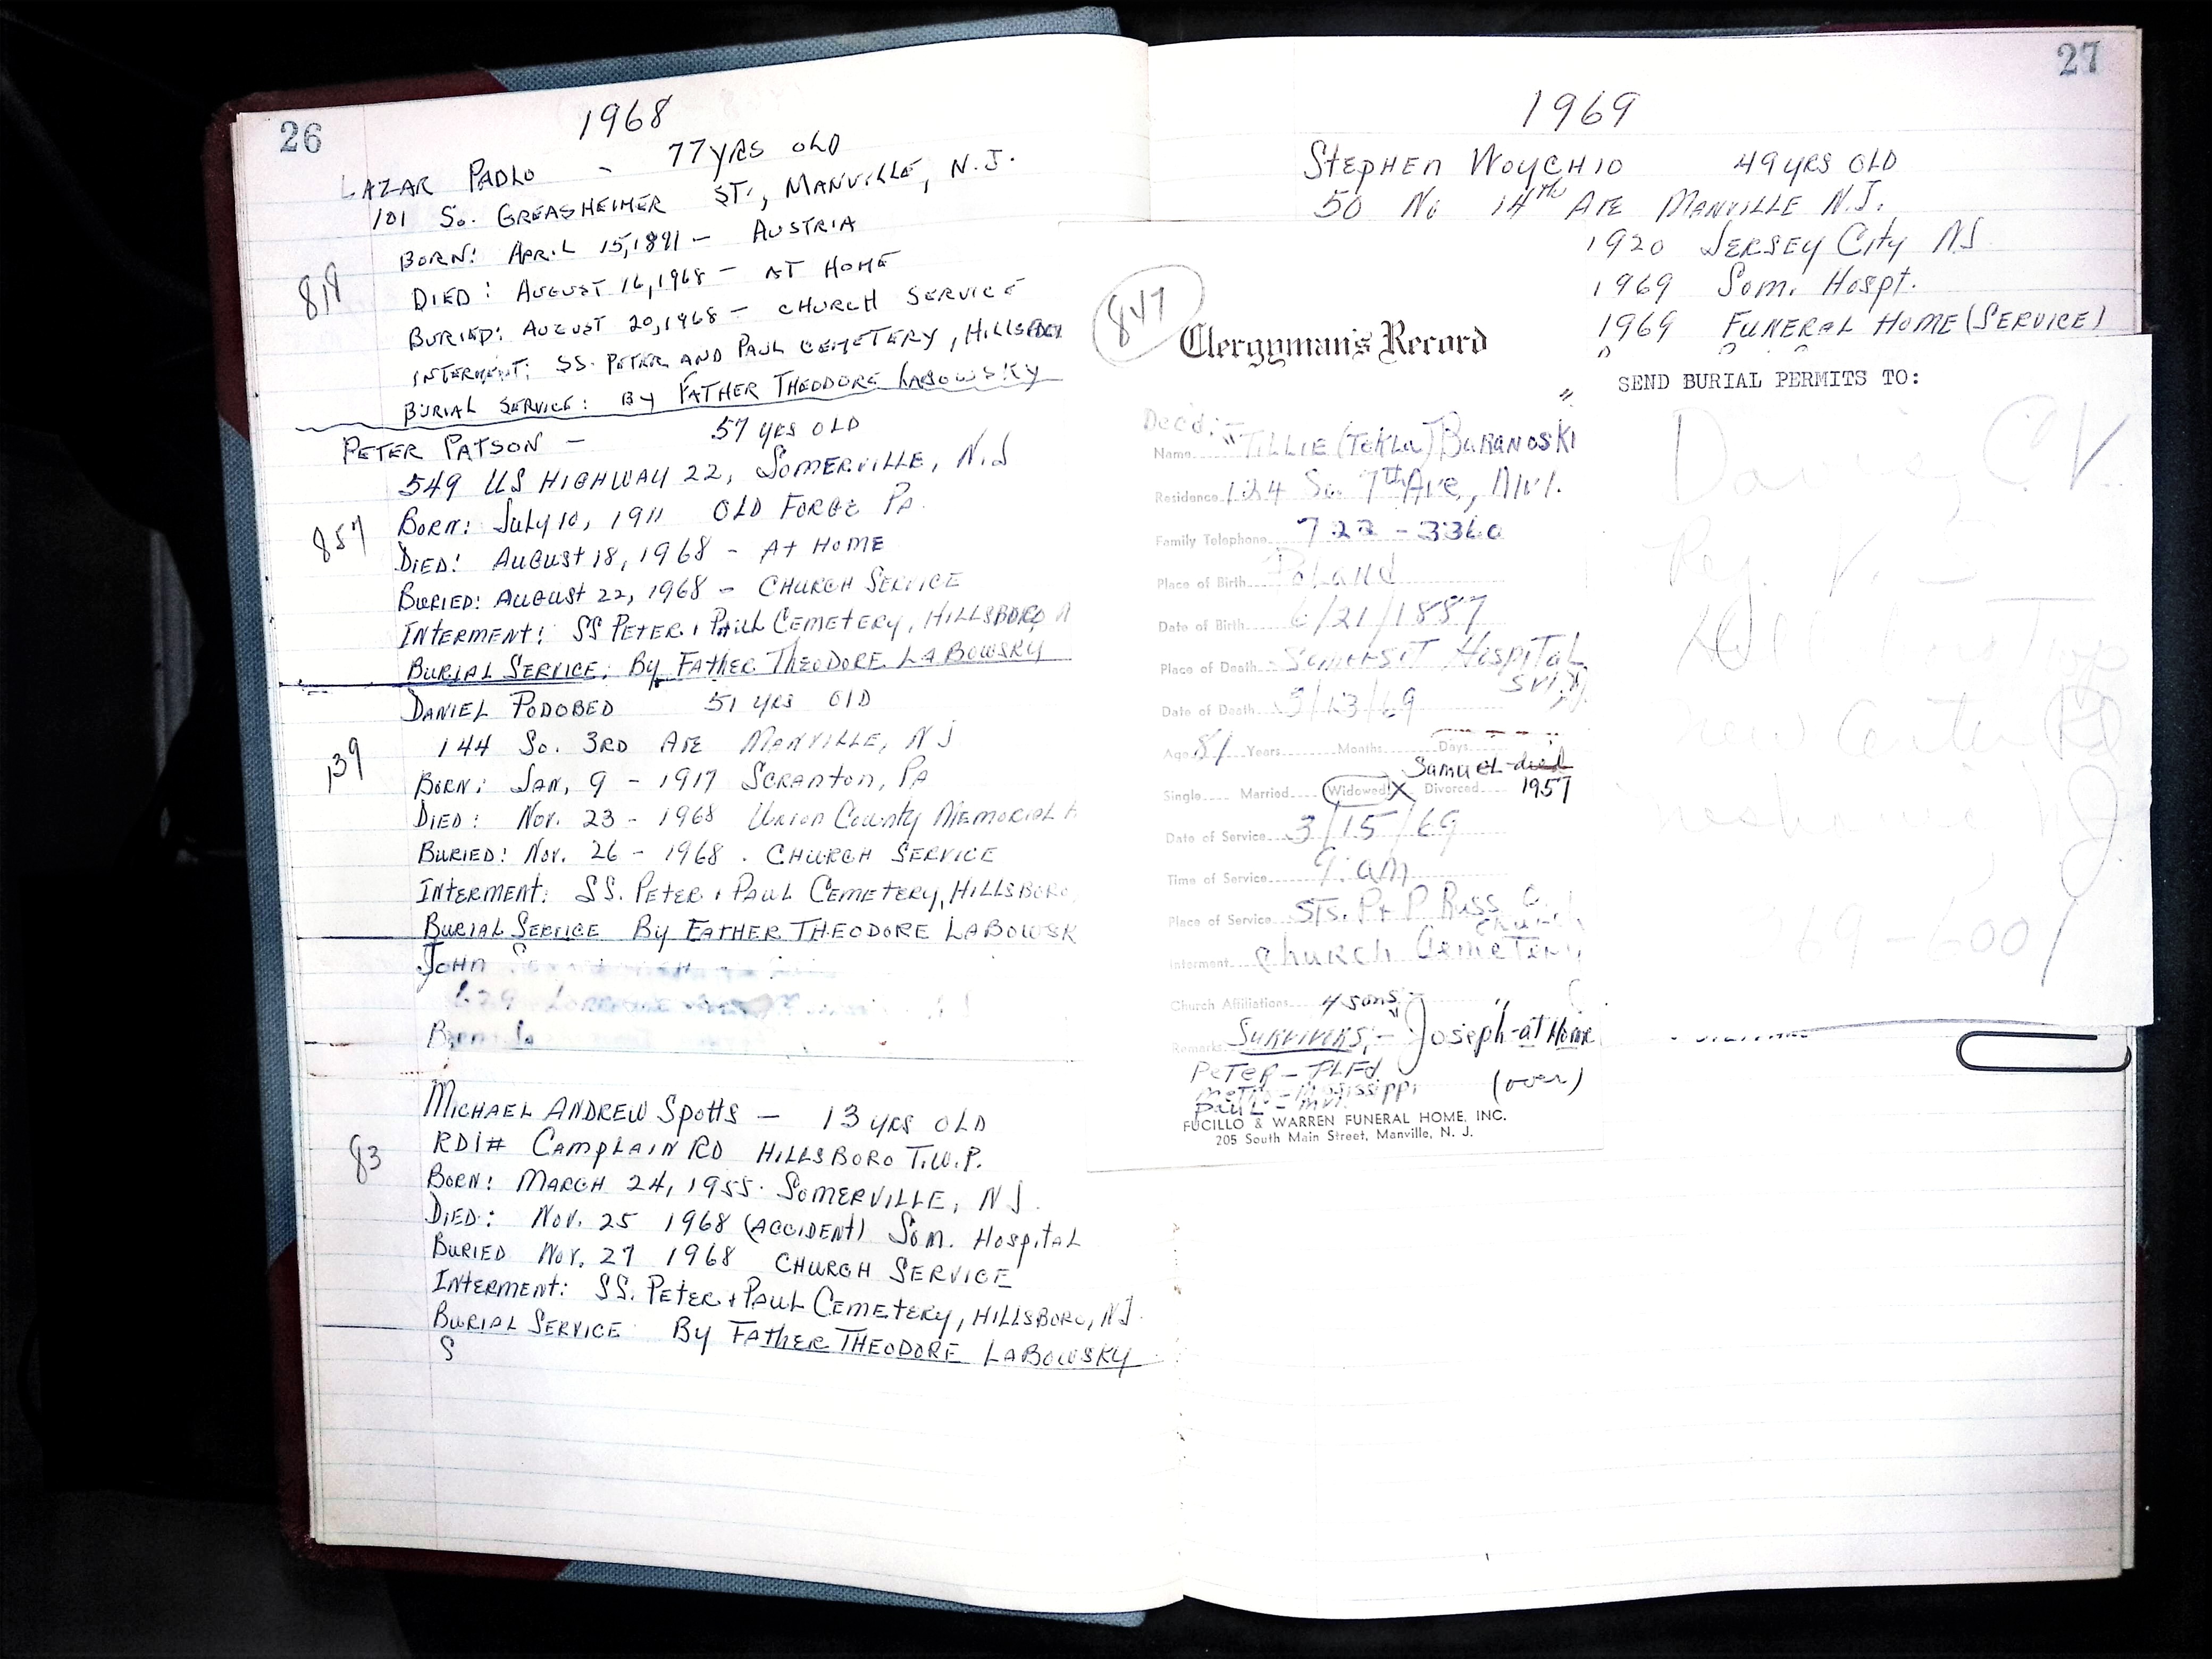 26
1968
LAZAR PADLO - 77 YRS OLD
101 So. GREASHEIMER ST., MANVILLE, N.J.
818
BORN: APRIL 15, 1891 - AUSTRIA
DIED: AUGUST 16, 1968 - AT HOME
BURIED: AUGUST 20, 1968 - CHURCH SERVICE
INTERMENT: SS. PETER AND PAUL CEMETERY, HILLSBORO
BURIAL SERVICE: BY FATHER THEODORE LABOWSKY
PETER PATSON - 57 YRS OLD
549 US HIGHWAY 22, SOMERVILLE, N.J
857
BORN: JULY 10, 1911 OLD FORGE PA.
DIED: AUGUST 18, 1968 - At HOME
BURIED: AUGUST 22, 1968 - CHURCH SERVICE
INTERMENT: SS PETER + PAUL CEMETERY, HILLSBORO N
BURIAL SERVICE: By FATHER THEODORE LABOWSKY
DANIEL PODOBED 51 YRS OLD
144 So. 3RD AVE MANVILLE, NJ
139
BORN: JAN, 9 - 1917 SCRANTON, PA
DIED: NOV. 23 - 1968 UNION COUNTY MEMORIAL H
BURIED: NOV. 26 - 1968 . CHURCH SERVICE
INTERMENT: SS. PETER + PAUL CEMETERY, HILLSBORO
BURIAL SERVICE By FATHER THEODORE LABOWSK
JOHN
MICHAEL ANDREW SPOTTS - 13 YRS OLD
83
RD1# CAMPLAIN RD HILLSBORO T.W.P.
BORN: MARCH 24, 1955. SOMERVILLE, NJ.
DIED: NOV. 25 1968 (ACCIDENT) SOM. HOSPITAL
BURIED NOV. 27 1968 CHURCH SERVICE
INTERMENT: SS. PETER + PAUL CEMETERY, HILLSBORO, NJ.
BURIAL SERVICE By FATHER THEODORE LABOWSKY
S
27
1969
STEPHEN WOYCHIO 49 YRS OLD
50 No 14th AVE MANVILLE N.J.
1920 JERSEY CITY NJ
1969 Som. Hospt.
1969 FUNERAL HOME (SERVICE)
847
Clergyman's Record
Dec'd:
Name TILLIE (Tekla) BURANOSKI
Residence 124 So. 7th Ave, Mvl.
Family Telephone 722-3360
Place of Birth Poland
Date of Birth 6/21/1887
Place of Death SOMERSET HOSPITAL
Date of Death 3/13/69
Age 81 Years Months Days
Samuel-died
Single Married Widowed X Divorced 1957
Date of Service 3/15/69
Time of Service 9: am
Place of Service STS. P + P Russ O.
Church
Interment Church Cemetery
Church Affiliations 4 sons
Remarks SURVIVERS:- Joseph-at Home
PETER - PLFd
Mississippi (over)
PAUL - MVl.
FUCILLO & WARREN FUNERAL HOME, INC.
205 South Main Street, Manville, N. J.
SEND BURIAL PERMITS TO:
Davis, C.V.
Reg. V. S
New Center Rd
69-6001